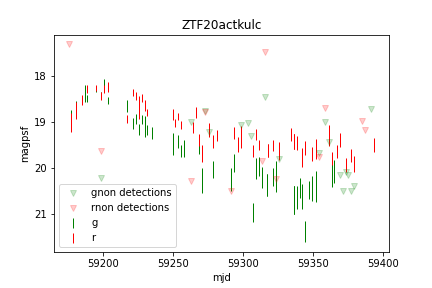 ZTF20actkulc
magpsf
18
19
20
21
gnon detections
rnon detections
g
r
59200
59250
59300
59350
59400
mjd